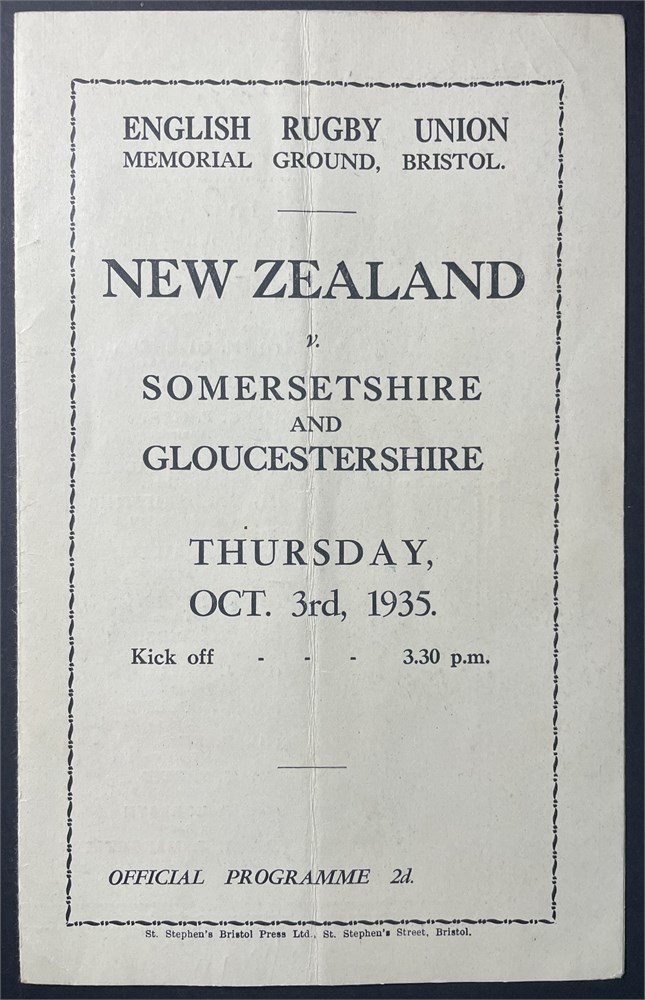 ENGLISH RUGBY UNION
MEMORIAL GROUND, BRISTOL.
NEW ZEALAND
v.
SOMERSETSHIRE
AND
GLOUCESTERSHIRE
THURSDAY,
OCT. 3rd, 1935.
Kick off - - - 3.30 p.m.
OFFICIAL PROGRAMME 2d.
St. Stephen's Bristol Press Ltd., St. Stephen's Street, Bristol.